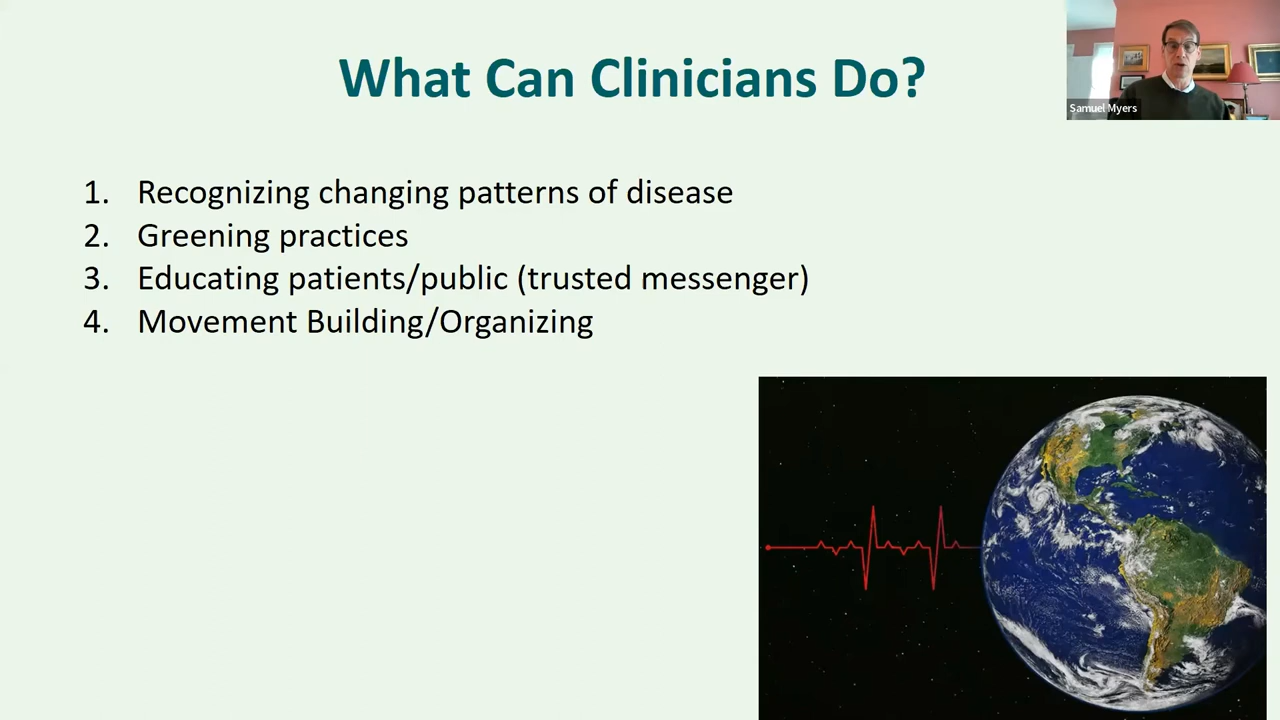 What Can Clinicians Do?
Samuel Myers
1. Recognizing changing patterns of disease
2. Greening practices
3. Educating patients/public (trusted messenger)
4. Movement Building/Organizing